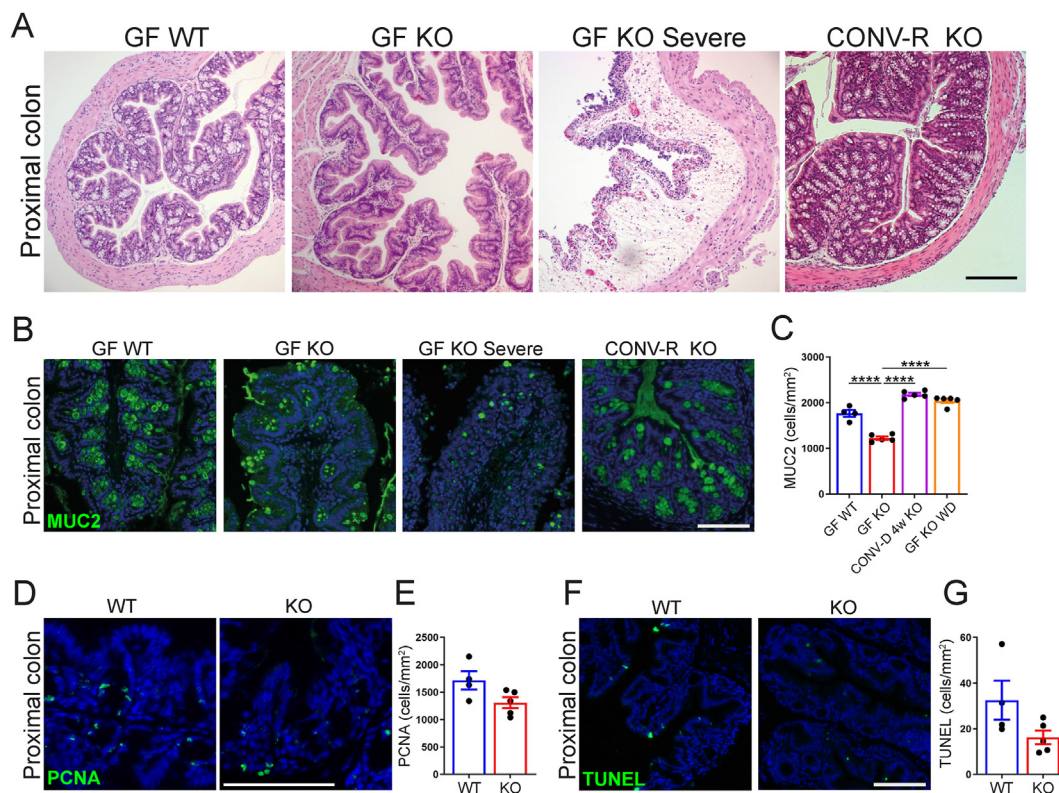 A
GF WT
GF KO
GF KO Severe
CONV-R KO
Proximal colon
B
GF WT
GF KO
GF KO Severe
CONV-R KO
Proximal colon
MUC2
C
MUC2 (cells/mm²)
3000
2000
1000
0
**** ****
****
GF WT
GF KO
CONV-D 4w KO
GF KO WD
D
WT
KO
Proximal colon
PCNA
E
PCNA (cells/mm²)
2500
2000
1500
1000
500
0
WT
KO
F
WT
KO
Proximal colon
TUNEL
G
TUNEL (cells/mm²)
60
40
20
0
WT
KO